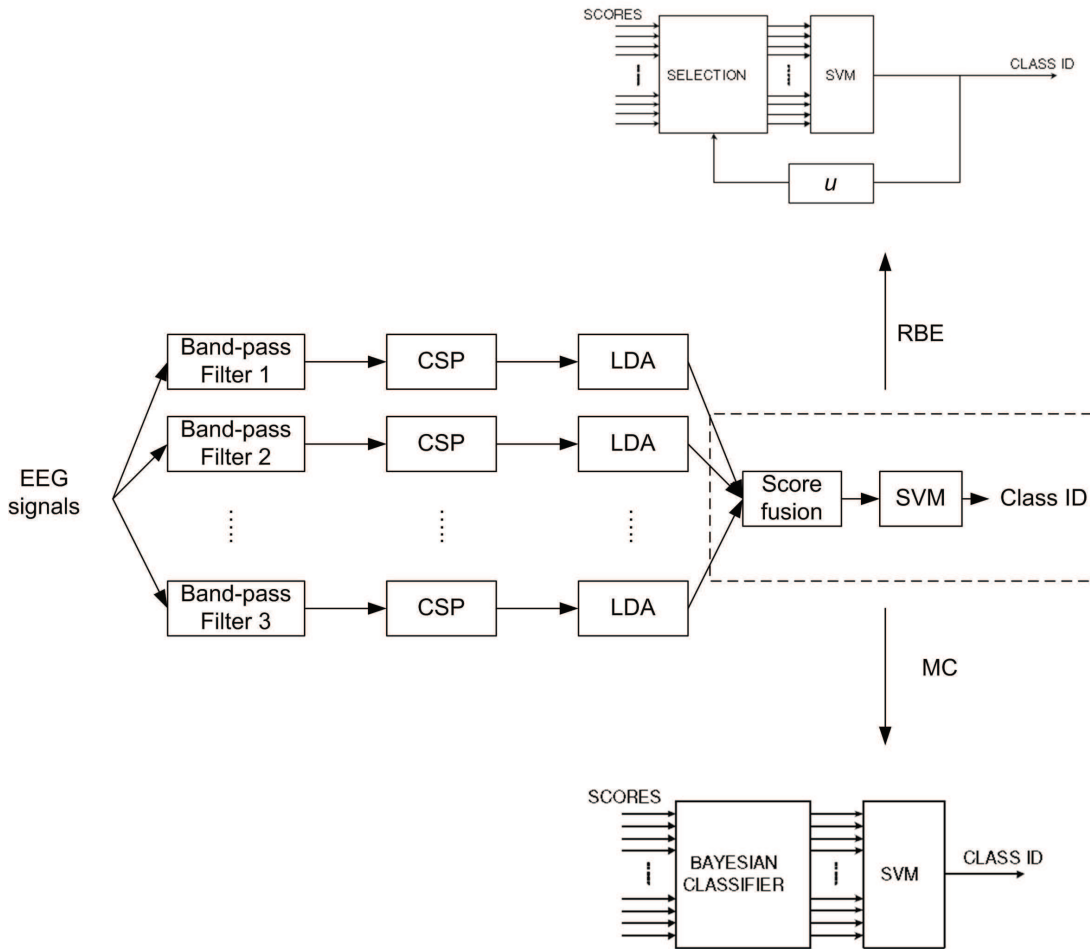 SCORES
SELECTION
SVM
CLASS ID
u
RBE
Band-pass
Filter 1
CSP
LDA
Band-pass
Filter 2
CSP
LDA
EEG
signals
Score
fusion
SVM
Class ID
Band-pass
Filter 3
CSP
LDA
MC
SCORES
BAYESIAN
CLASSIFIER
SVM
CLASS ID